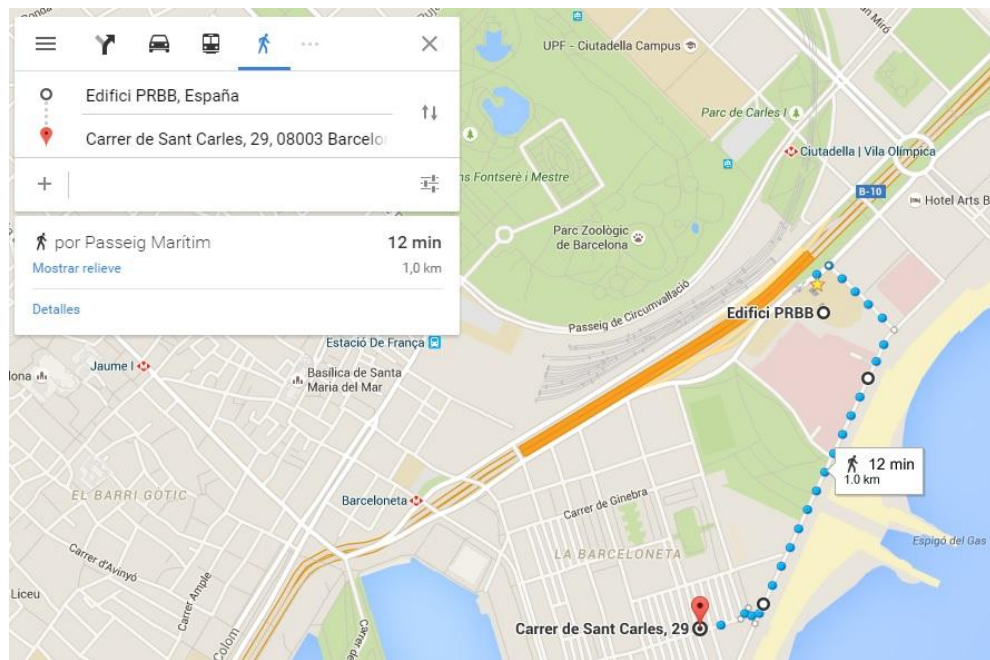 Edifici PRBB, España
Carrer de Sant Carles, 29, 08003 Barcelo
por Passeig Marítim
12 min
Mostrar relieve
1,0 km
Detalles
UPF - Ciutadella Campus
Parc de Carles I
Ciutadella | Vila Olímpica
B-10
Hotel Arts B
ns Fontserè i Mestre
Parc Zoològic
de Barcelona
Passeig de Circumval·lació
Edifici PRBB
Estació De França
Jaume I
lona
Basílica de Santa
Maria del Mar
12 min
1.0 km
EL BARRI GÒTIC
Barceloneta
Carrer de Ginebra
LA BARCELONETA
Espigó del Gas
Carrer d'Avinyó
Liceu
Carrer Ample
Colom
Carrer de Sant Carles, 29